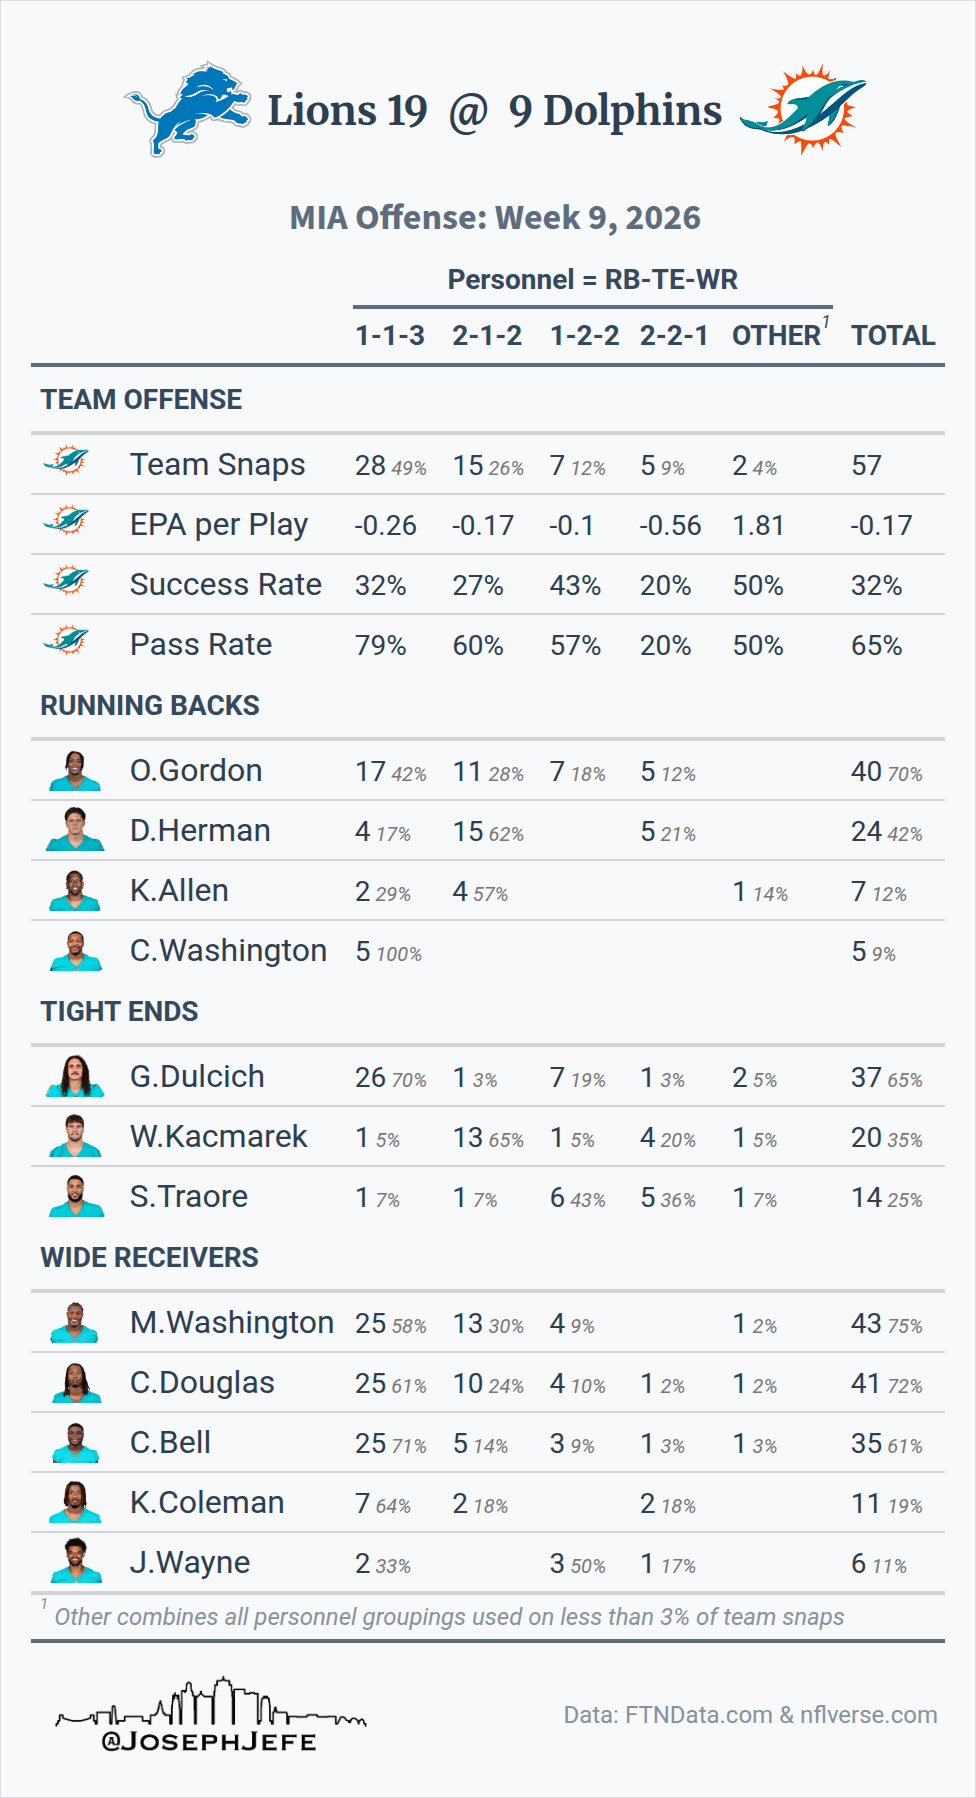 Lions 19 @ 9 Dolphins
MIA Offense: Week 9, 2026
Personnel = RB-TE-WR
1-1-3 2-1-2 1-2-2 2-2-1 OTHER1 TOTAL
TEAM OFFENSE
Team Snaps 28 49% 15 26% 7 12% 5 9% 2 4% 57
EPA per Play -0.26 -0.17 -0.1 -0.56 1.81 -0.17
Success Rate 32% 27% 43% 20% 50% 32%
Pass Rate 79% 60% 57% 20% 50% 65%
RUNNING BACKS
O.Gordon 17 42% 11 28% 7 18% 5 12% 40 70%
D.Herman 4 17% 15 62% 5 21% 24 42%
K.Allen 2 29% 4 57% 1 14% 7 12%
C.Washington 5 100% 5 9%
TIGHT ENDS
G.Dulcich 26 70% 1 3% 7 19% 1 3% 2 5% 37 65%
W.Kacmarek 1 5% 13 65% 1 5% 4 20% 1 5% 20 35%
S.Traore 1 7% 1 7% 6 43% 5 36% 1 7% 14 25%
WIDE RECEIVERS
M.Washington 25 58% 13 30% 4 9% 1 2% 43 75%
C.Douglas 25 61% 10 24% 4 10% 1 2% 1 2% 41 72%
C.Bell 25 71% 5 14% 3 9% 1 3% 1 3% 35 61%
K.Coleman 7 64% 2 18% 2 18% 11 19%
J.Wayne 2 33% 3 50% 1 17% 6 11%
1 Other combines all personnel groupings used on less than 3% of team snaps
@JOSEPHJEFE
Data: FTNData.com & nflverse.com